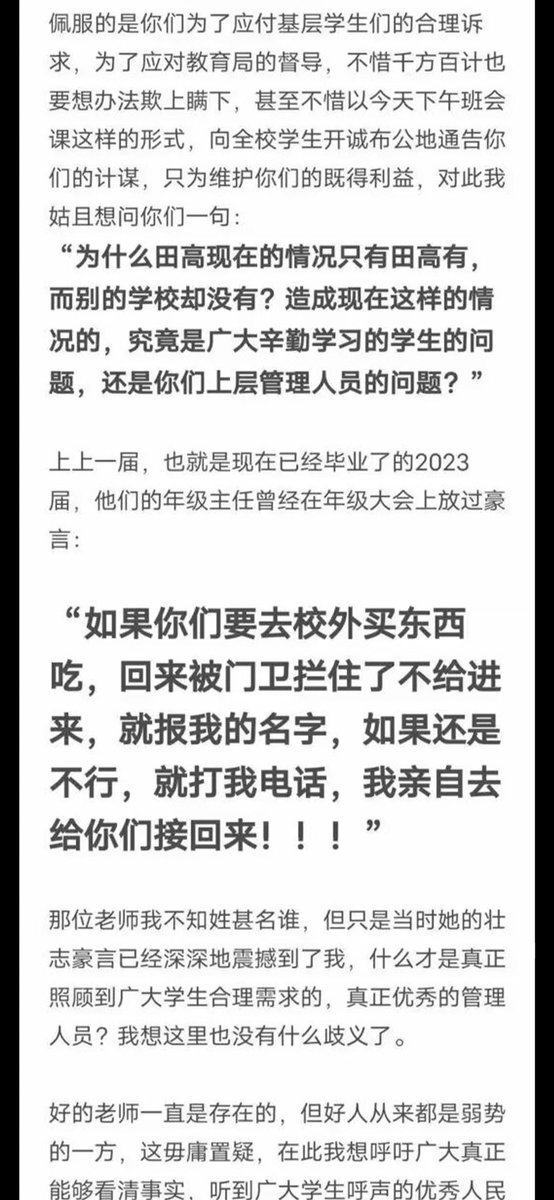 佩服的是你们为了应付基层学生们的合理诉
求，为了应对教育局的督导，不惜千方百计也
要想办法欺上瞒下，甚至不惜以今天下午班会
课这样的形式，向全校学生开诚布公地通告你
们的计谋，只为维护你们的既得利益，对此我
姑且想问你们一句：
“为什么田高现在的情况只有田高有，
而别的学校却没有？造成现在这样的情
况的，究竟是广大辛勤学习的学生的问
题，还是你们上层管理人员的问题？”
上上一届，也就是现在已经毕业了的2023
届，他们的年级主任曾经在年级大会上放过豪
言：
“如果你们要去校外买东西
吃，回来被门卫拦住了不给进
来，就报我的名字，如果还是
不行，就打我电话，我亲自去
给你们接回来！！！”
那位老师我不知姓甚名谁，但只是当时她的壮
志豪言已经深深地震撼到了我，什么才是真正
照顾到广大学生合理需求的，真正优秀的管理
人员？我想这里也没有什么歧义了。
好的老师一直是存在的，但好人从来都是弱势
的一方，这毋庸置疑，在此我想呼吁广大真正
能够看清事实，听到广大学生呼声的优秀人民